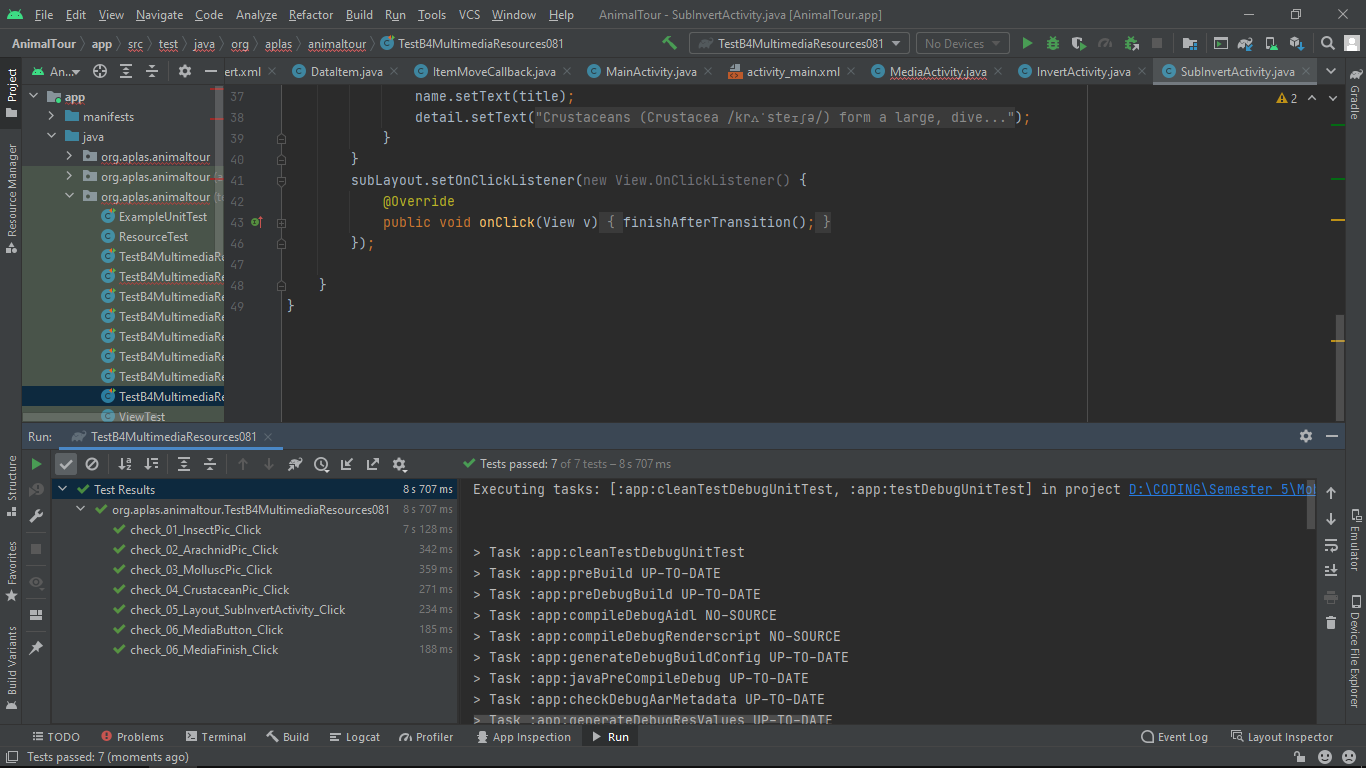 File Edit View Navigate Code Analyze Refactor Build Run Tools VCS Window Help AnimalTour - SubInvertActivity.java [AnimalTour.app]
AnimalTour app src test java org aplas animaltour TestB4MultimediaResources081 TestB4MultimediaResources081 No Devices
An... ert.xml DataItem.java ItemMoveCallback.java MainActivity.java activity_main.xml MediaActivity.java InvertActivity.java SubInvertActivity.java
Project
Resource Manager
Structure
Favorites
Build Variants
app
manifests
java
org.aplas.animaltour
org.aplas.animaltour
org.aplas.animaltour (te
ExampleUnitTest
ResourceTest
TestB4MultimediaRe
TestB4MultimediaRe
TestB4MultimediaRe
TestB4MultimediaRe
TestB4MultimediaRe
TestB4MultimediaRe
TestB4MultimediaRe
TestB4MultimediaRe
ViewTest
37 name.setText(title);
38 detail.setText("Crustaceans (Crustacea /krʌˈsteɪʃə/) form a large, dive...");
39 }
40 }
41 subLayout.setOnClickListener(new View.OnClickListener() {
42 @Override
43 public void onClick(View v) { finishAfterTransition(); }
46 });
47
48 }
49 }
2
Gradle
Emulator
Device File Explorer
Run: TestB4MultimediaResources081
Tests passed: 7 of 7 tests – 8 s 707 ms
Test Results 8 s 707 ms
org.aplas.animaltour.TestB4MultimediaResources081 8 s 707 ms
check_01_InsectPic_Click 7 s 128 ms
check_02_ArachnidPic_Click 342 ms
check_03_MolluscPic_Click 359 ms
check_04_CrustaceanPic_Click 271 ms
check_05_Layout_SubInvertActivity_Click 234 ms
check_06_MediaButton_Click 185 ms
check_06_MediaFinish_Click 188 ms
Executing tasks: [:app:cleanTestDebugUnitTest, :app:testDebugUnitTest] in project D:\CODING\Semester 5\Mo
> Task :app:cleanTestDebugUnitTest
> Task :app:preBuild UP-TO-DATE
> Task :app:preDebugBuild UP-TO-DATE
> Task :app:compileDebugAidl NO-SOURCE
> Task :app:compileDebugRenderscript NO-SOURCE
> Task :app:generateDebugBuildConfig UP-TO-DATE
> Task :app:javaPreCompileDebug UP-TO-DATE
> Task :app:checkDebugAarMetadata UP-TO-DATE
> Task :app:generateDebugResValues UP-TO-DATE
TODO Problems Terminal Build Logcat Profiler App Inspection Run Event Log Layout Inspector
Tests passed: 7 (moments ago)